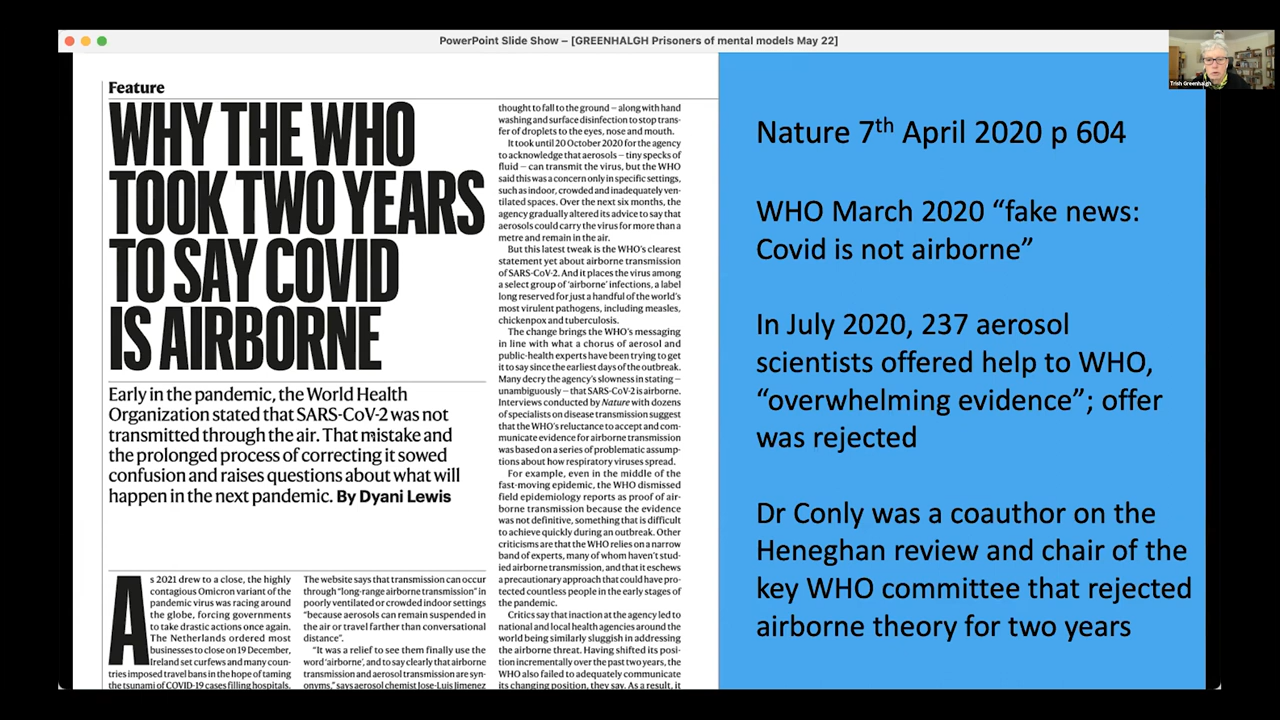 PowerPoint Slide Show – [GREENHALGH Prisoners of mental models May 22]
Trish Greenhalgh
Feature
WHY THE WHO
TOOK TWO YEARS
TO SAY COVID
IS AIRBORNE
Early in the pandemic, the World Health
Organization stated that SARS-CoV-2 was not
transmitted through the air. That mistake and
the prolonged process of correcting it sowed
confusion and raises questions about what will
happen in the next pandemic. By Dyani Lewis
As 2021 drew to a close, the highly
contagious Omicron variant of the
pandemic virus was racing around
the globe, forcing governments
to take drastic actions once again.
The Netherlands ordered most
businesses to close on 19 December,
Ireland set curfews and many coun-
tries imposed travel bans in the hope of taming
the tsunami of COVID-19 cases filling hospitals.
The website says that transmission can occur
through “long-range airborne transmission” in
poorly ventilated or crowded indoor settings
“because aerosols can remain suspended in
the air or travel farther than conversational
distance”.
“It was a relief to see them finally use the
word ‘airborne’, and to say clearly that airborne
transmission and aerosol transmission are syn-
onyms,” says aerosol chemist Jose-Luis Jimenez
thought to fall to the ground — along with hand
washing and surface disinfection to stop trans-
fer of droplets to the eyes, nose and mouth.
It took until 20 October 2020 for the agency
to acknowledge that aerosols — tiny specks of
fluid — can transmit the virus, but the WHO
said this was a concern only in specific settings,
such as indoor, crowded and inadequately ven-
tilated spaces. Over the next six months, the
agency gradually altered its advice to say that
aerosols could carry the virus for more than a
metre and remain in the air.
But this latest tweak is the WHO’s clearest
statement yet about airborne transmission
of SARS-CoV-2. And it places the virus among
a select group of ‘airborne’ infections, a label
long reserved for just a handful of the world’s
most virulent pathogens, including measles,
chickenpox and tuberculosis.
The change brings the WHO’s messaging
in line with what a chorus of aerosol and
public-health experts have been trying to get
it to say since the earliest days of the outbreak.
Many decry the agency’s slowness in stating —
unambiguously — that SARS-CoV-2 is airborne.
Interviews conducted by Nature with dozens
of specialists on disease transmission suggest
that the WHO’s reluctance to accept and com-
municate evidence for airborne transmission
was based on a series of problematic assump-
tions about how respiratory viruses spread.
For example, even in the middle of the
fast-moving epidemic, the WHO dismissed
field epidemiology reports as proof of air-
borne transmission because the evidence
was not definitive, something that is difficult
to achieve quickly during an outbreak. Other
criticisms are that the WHO relies on a narrow
band of experts, many of whom haven’t stud-
ied airborne transmission, and that it eschews
a precautionary approach that could have pro-
tected countless people in the early stages of
the pandemic.
Critics say that inaction at the agency led to
national and local health agencies around the
world being similarly sluggish in addressing
the airborne threat. Having shifted its posi-
tion incrementally over the past two years, the
WHO also failed to adequately communicate
its changing position, they say. As a result, it
Nature 7th April 2020 p 604
WHO March 2020 “fake news:
Covid is not airborne”
In July 2020, 237 aerosol
scientists offered help to WHO,
“overwhelming evidence”; offer
was rejected
Dr Conly was a coauthor on the
Heneghan review and chair of the
key WHO committee that rejected
airborne theory for two years